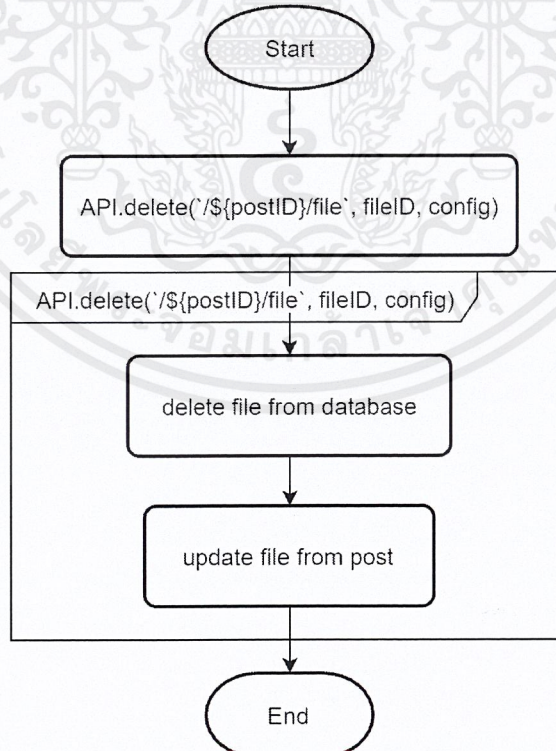 Start
API.delete(`/${postID}/file`, fileID, config)
API.delete(`/${postID}/file`, fileID, config)
delete file from database
update file from post
End